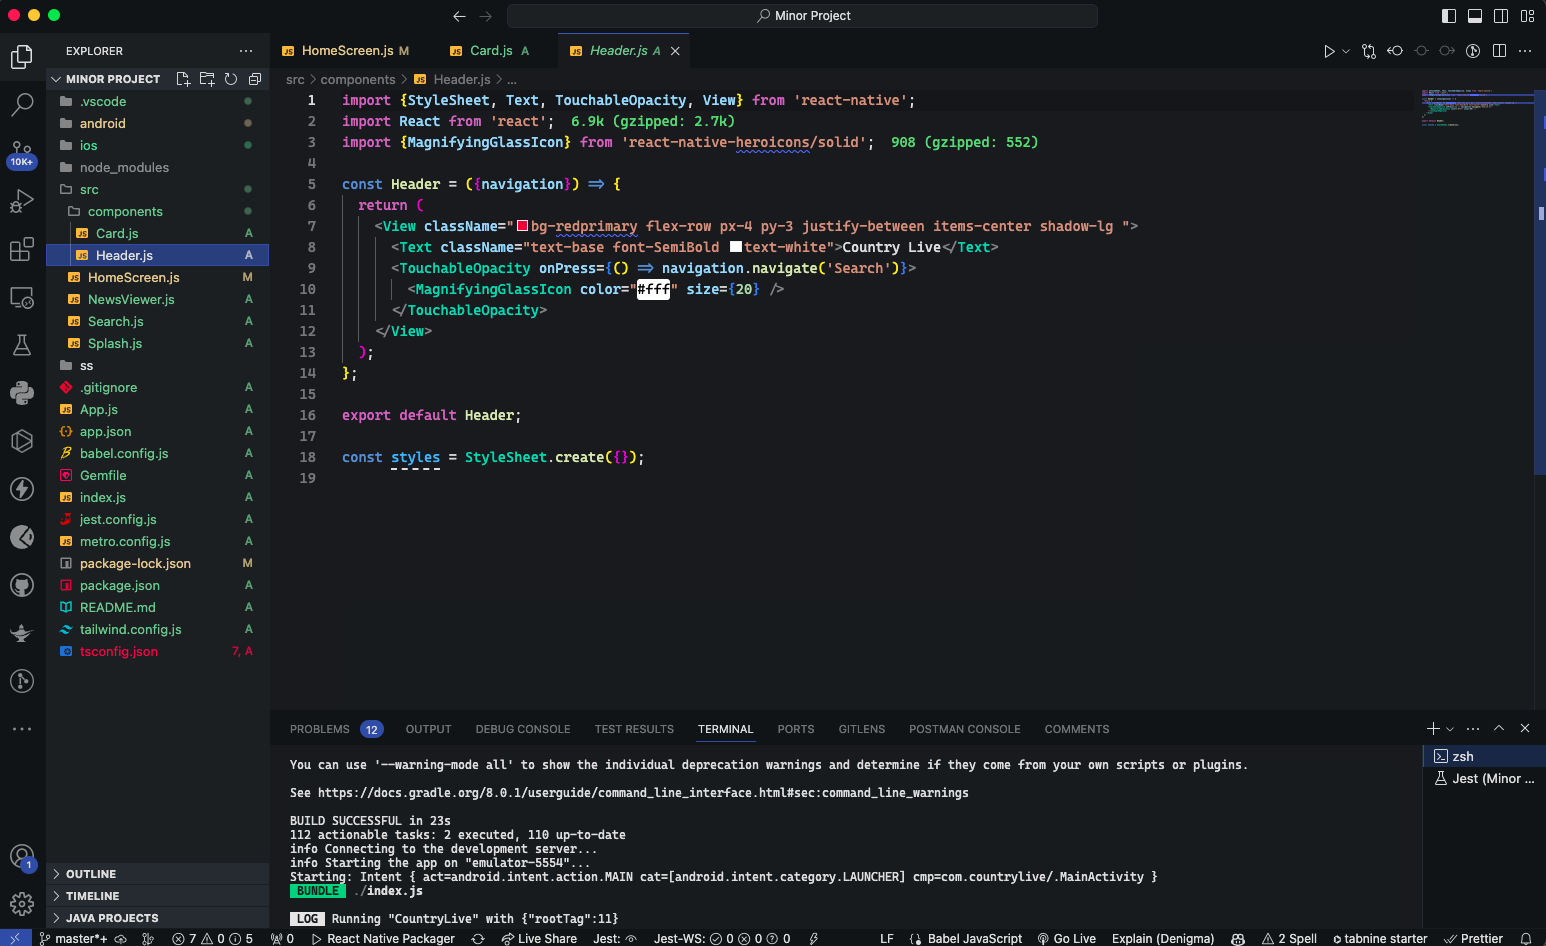 Minor Project
EXPLORER
MINOR PROJECT
.vscode
android
ios
node_modules
src
components
Card.js A
Header.js A
HomeScreen.js M
NewsViewer.js A
Search.js A
Splash.js A
ss
.gitignore A
App.js A
app.json A
babel.config.js A
Gemfile A
index.js A
jest.config.js A
metro.config.js A
package-lock.json M
package.json A
README.md A
tailwind.config.js A
tsconfig.json 7, A
OUTLINE
TIMELINE
JAVA PROJECTS
10K+
1
HomeScreen.js M
Card.js A
Header.js A
src > components > JS Header.js > ...
1 import {StyleSheet, Text, TouchableOpacity, View} from 'react-native';
2 import React from 'react'; 6.9k (gzipped: 2.7k)
3 import {MagnifyingGlassIcon} from 'react-native-heroicons/solid'; 908 (gzipped: 552)
4
5 const Header = ({navigation}) => {
6 return (
7 <View className="bg-redprimary flex-row px-4 py-3 justify-between items-center shadow-lg ">
8 <Text className="text-base font-SemiBold text-white">Country Live</Text>
9 <TouchableOpacity onPress={() => navigation.navigate('Search')}>
10 <MagnifyingGlassIcon color="#fff" size={20} />
11 </TouchableOpacity>
12 </View>
13 );
14 };
15
16 export default Header;
17
18 const styles = StyleSheet.create({});
19
PROBLEMS 12 OUTPUT DEBUG CONSOLE TEST RESULTS TERMINAL PORTS GITLENS POSTMAN CONSOLE COMMENTS
You can use '--warning-mode all' to show the individual deprecation warnings and determine if they come from your own scripts or plugins.
See https://docs.gradle.org/8.0.1/userguide/command_line_interface.html#sec:command_line_warnings
BUILD SUCCESSFUL in 23s
112 actionable tasks: 2 executed, 110 up-to-date
info Connecting to the development server...
info Starting the app on "emulator-5554"...
Starting: Intent { act=android.intent.action.MAIN cat=[android.intent.category.LAUNCHER] cmp=com.countrylive/.MainActivity }
BUNDLE ./index.js
LOG Running "CountryLive" with {"rootTag":11}
zsh
Jest (Minor ...
master*+ 7 0 5 0 React Native Packager Live Share Jest: Jest-WS: 0 0 0 LF Babel JavaScript Go Live Explain (Denigma) 2 Spell tabnine starter Prettier